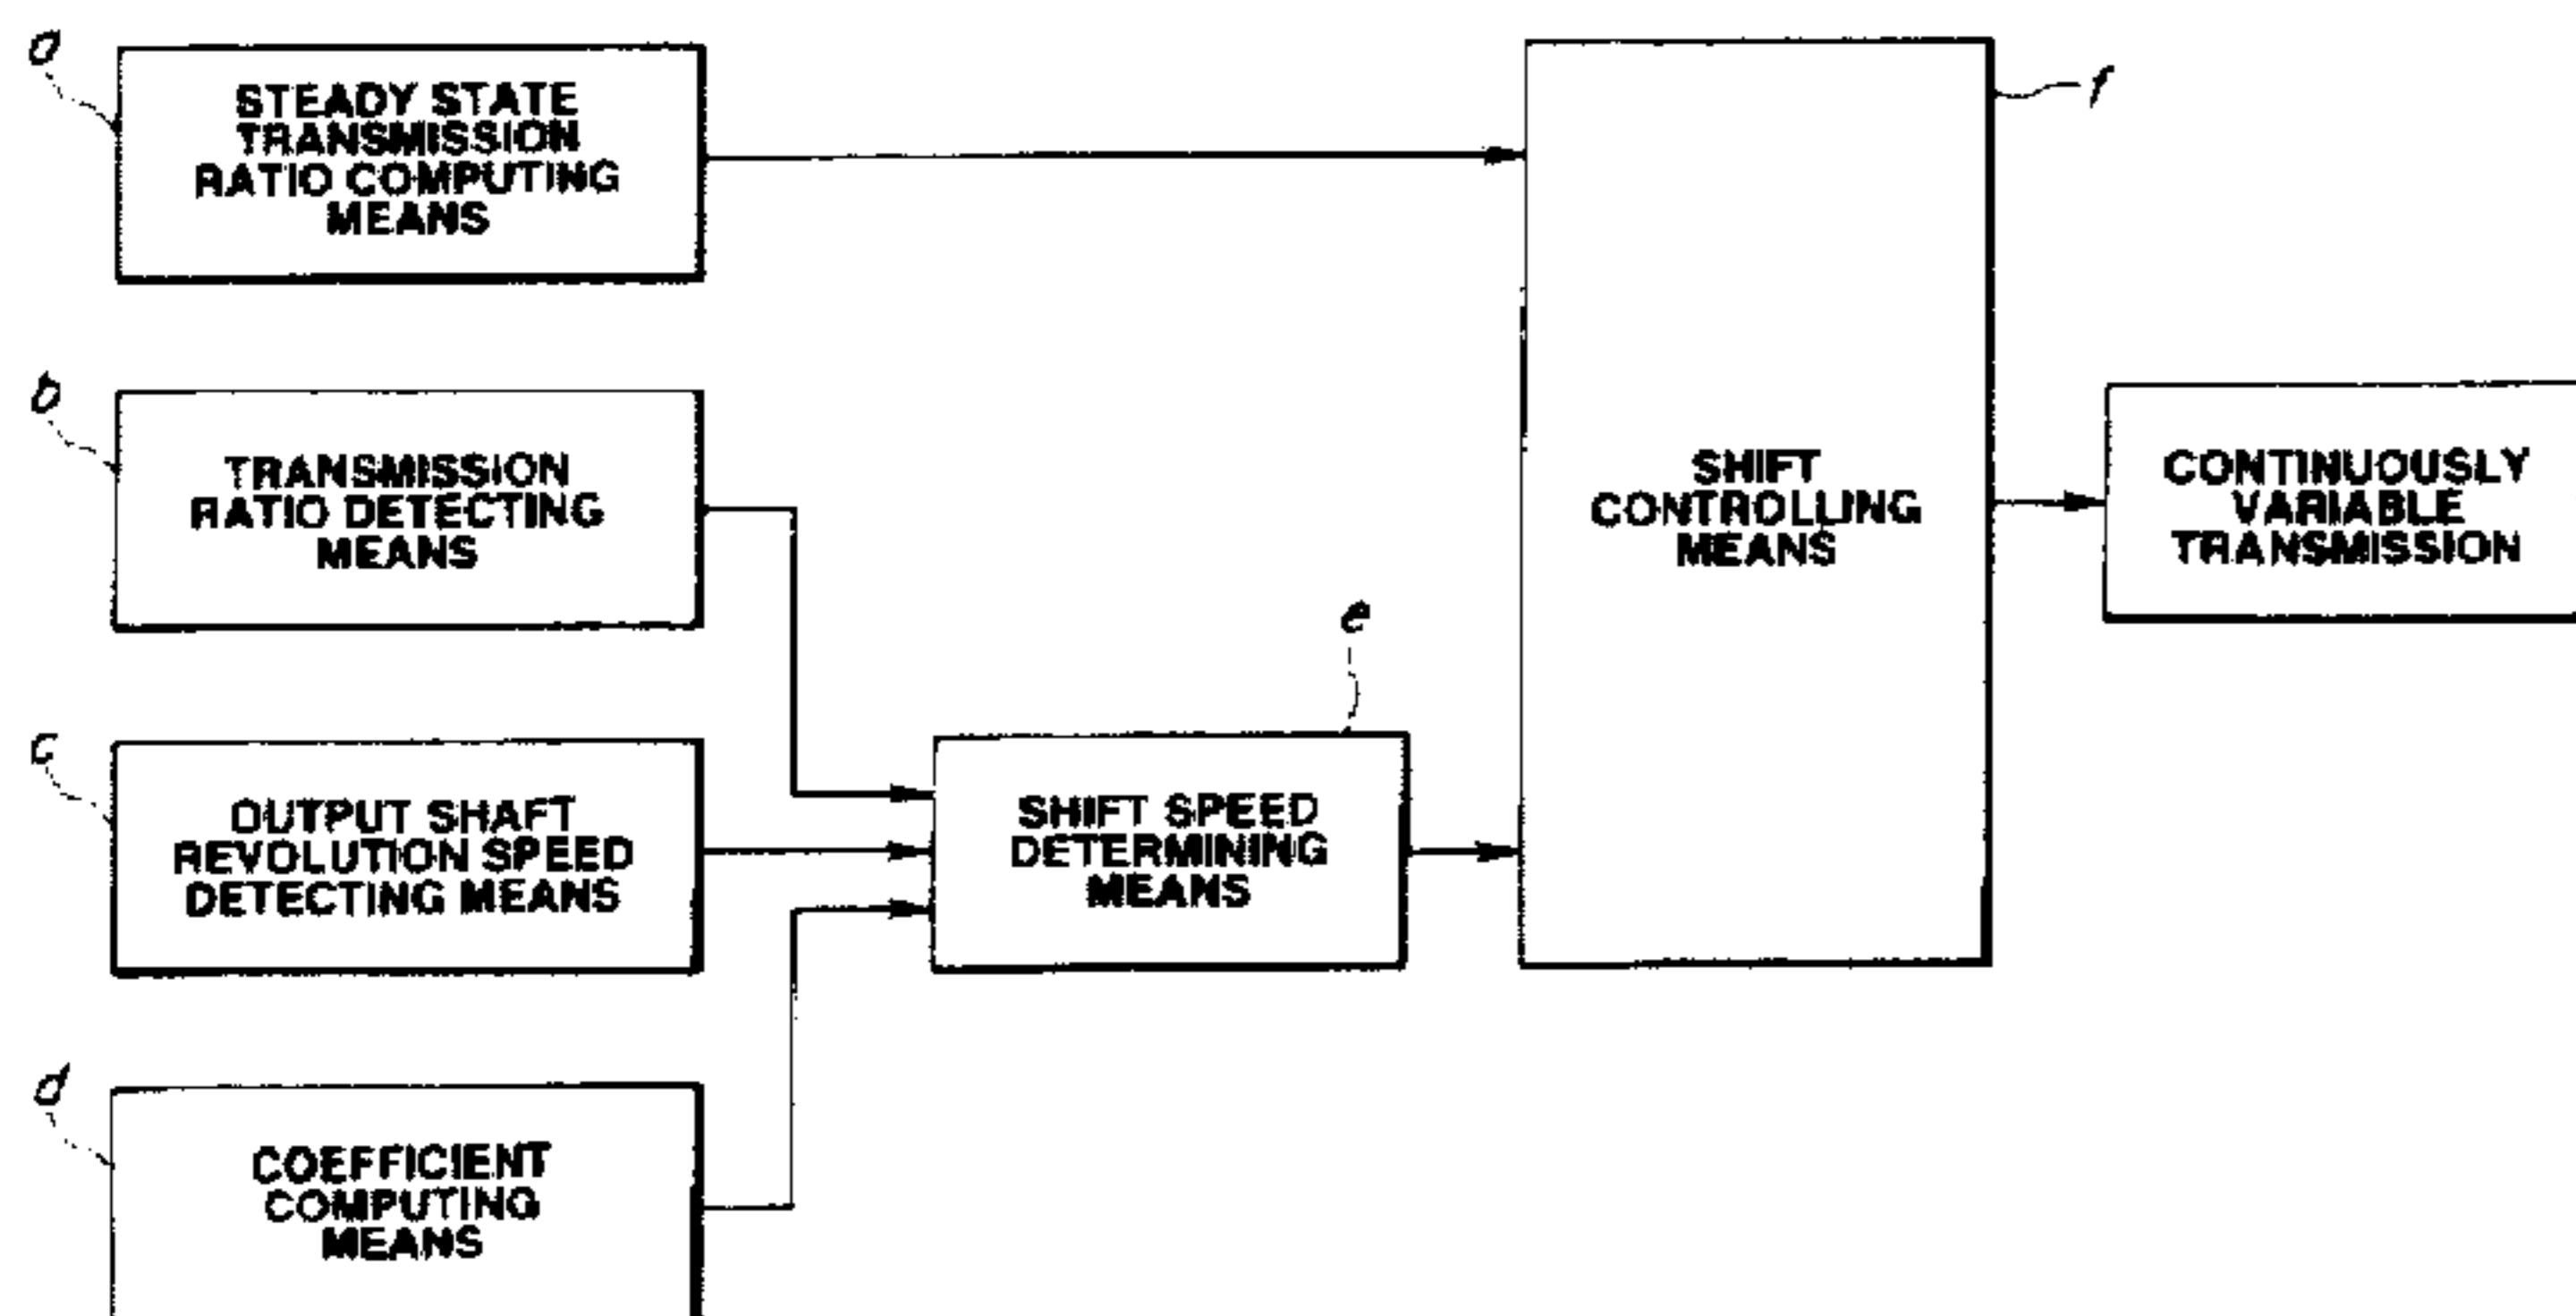 a
STEADY STATE
TRANSMISSION
RATIO COMPUTING
MEANS
f
b
TRANSMISSION
RATIO DETECTING
MEANS
SHIFT
CONTROLLING
MEANS
CONTINUOUSLY
VARIABLE
TRANSMISSION
e
c
OUTPUT SHAFT
REVOLUTION SPEED
DETECTING MEANS
SHIFT SPEED
DETERMINING
MEANS
d
COEFFICIENT
COMPUTING
MEANS